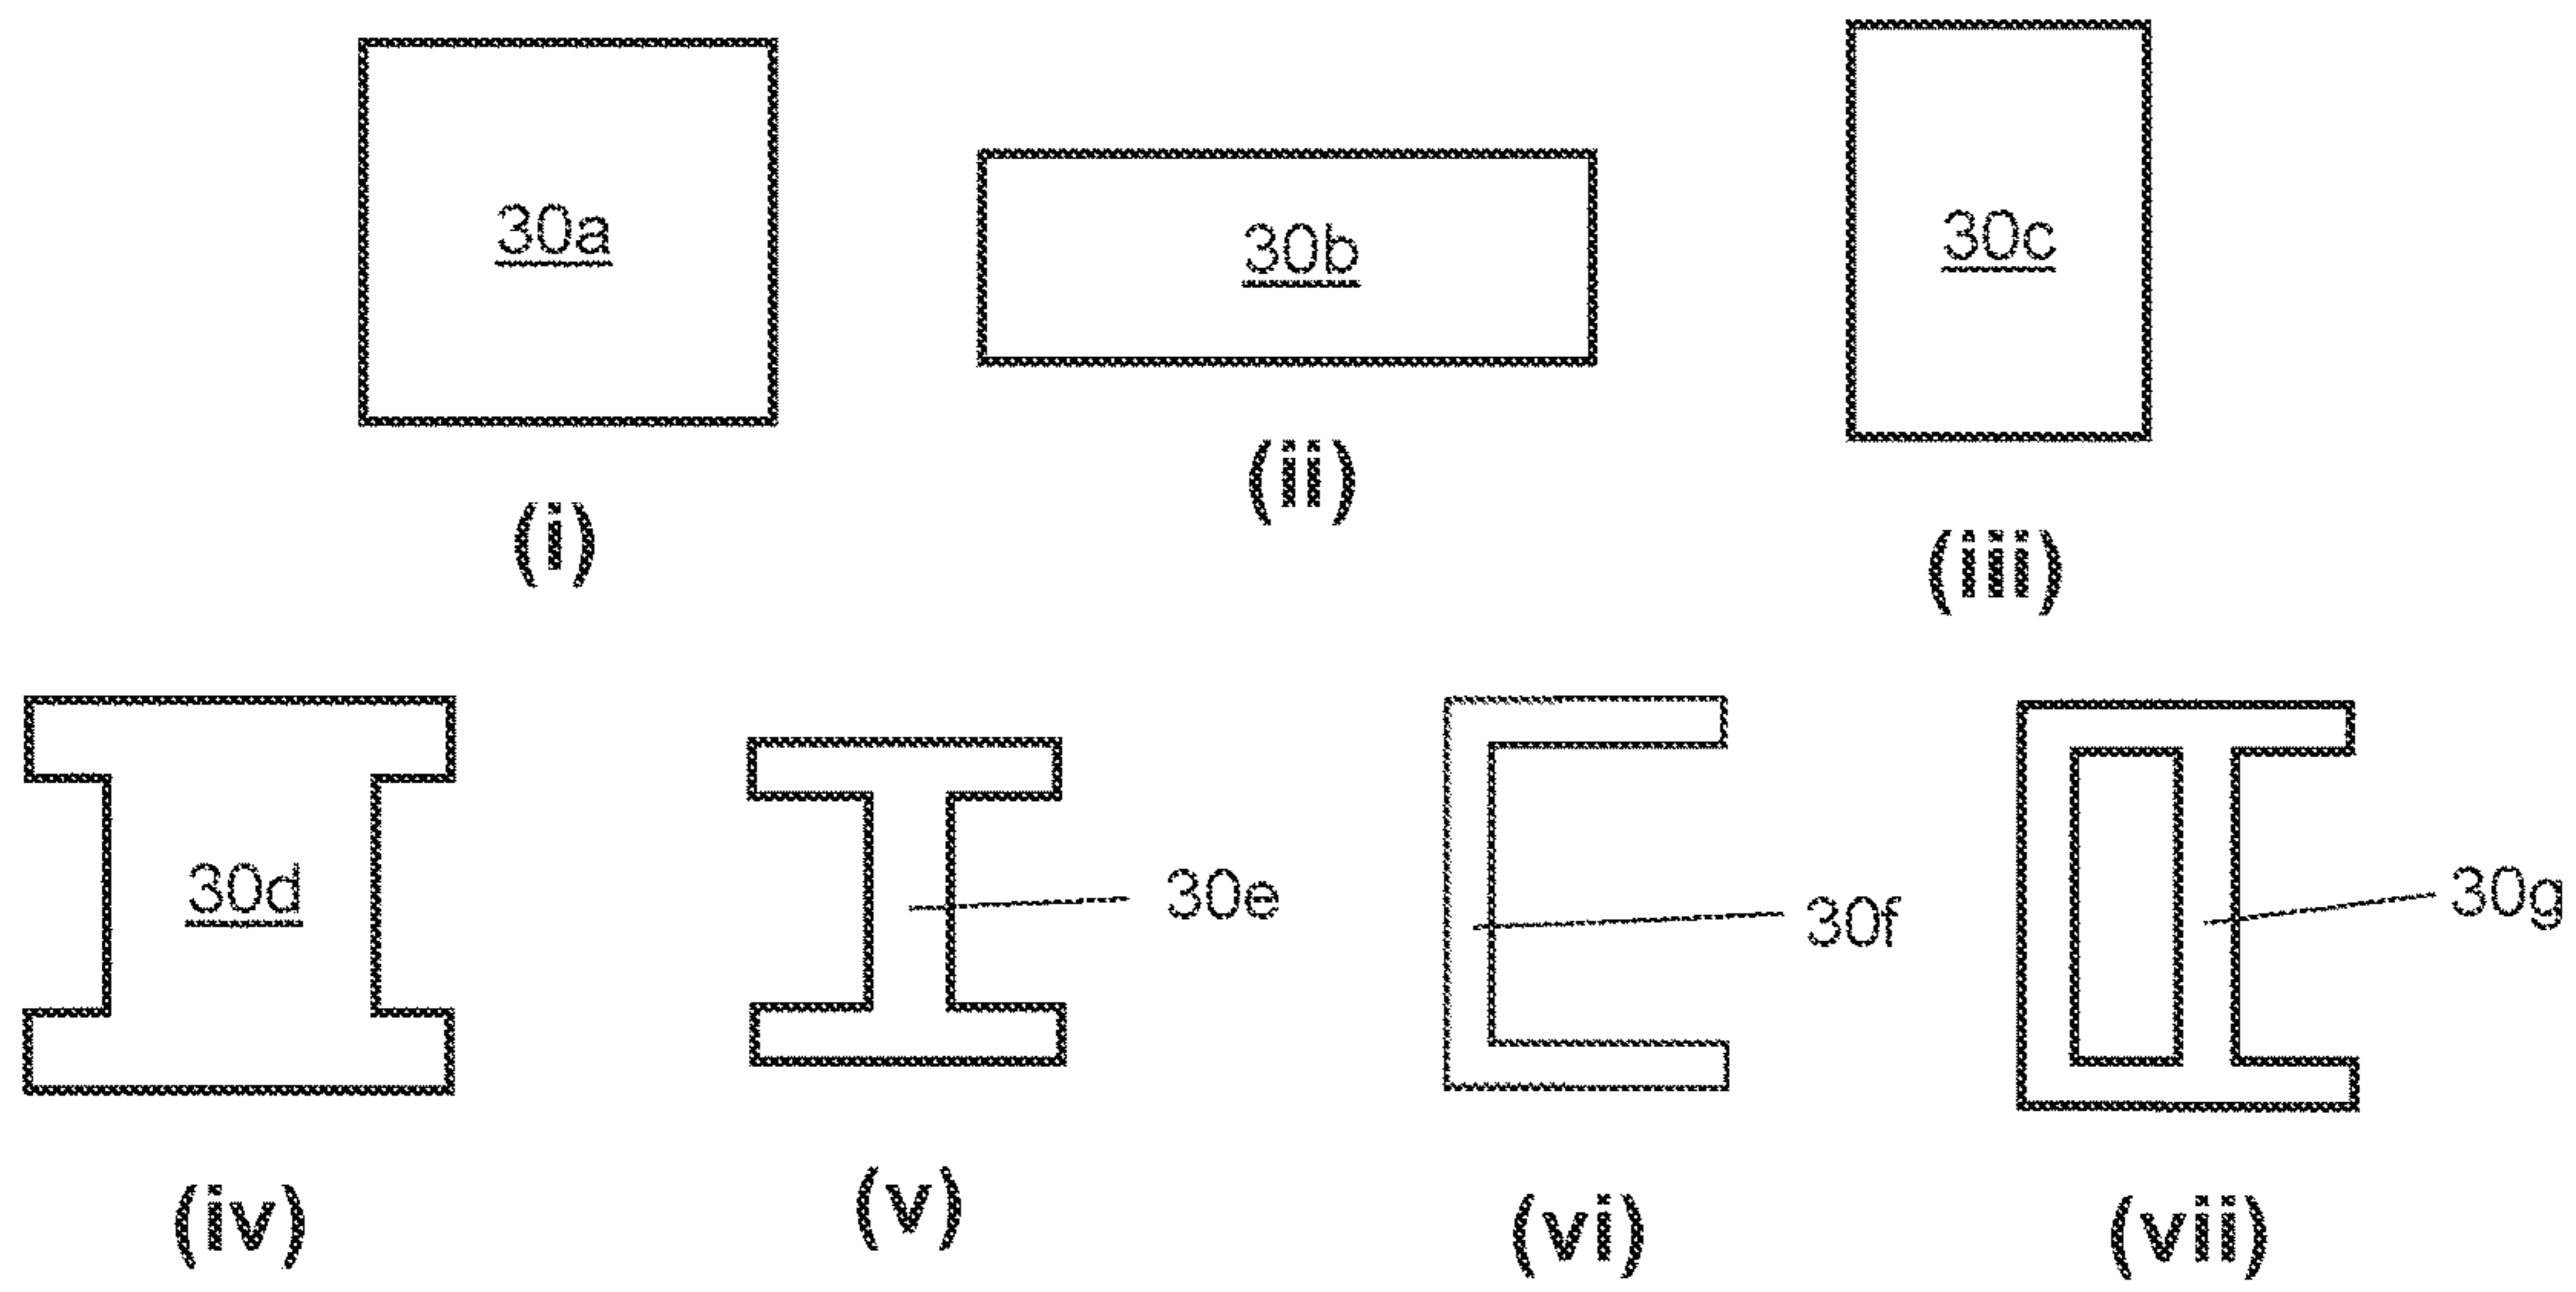 30a
30b
30c
(i)
(ii)
(iii)
30d
30e
30f
30g
(iv)
(v)
(vi)
(vii)